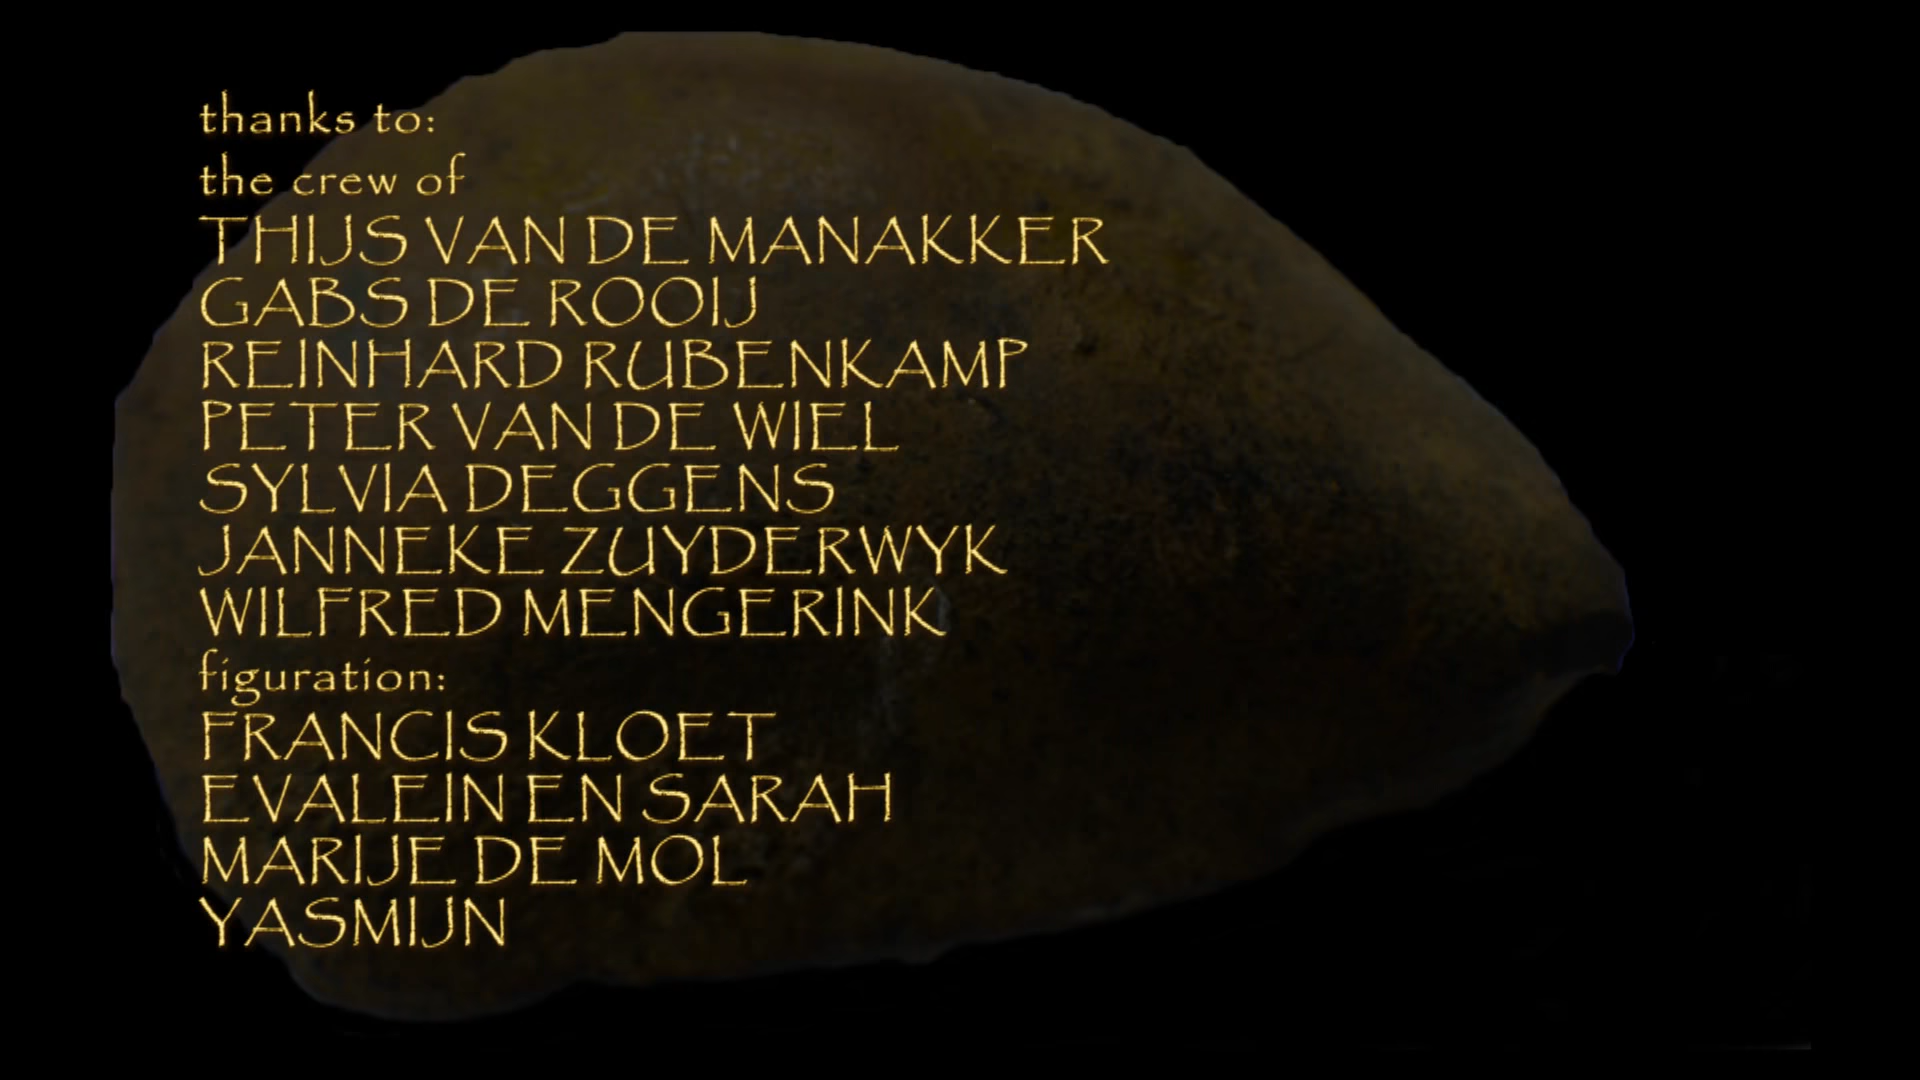 thanks to:
the crew of
THIJS VAN DE MANAKKER
GABS DE ROOIJ
REINHARD RUBENKAMP
PETER VAN DE WIEL
SYLVIA DEGGENS
JANNEKE ZUYDERWYK
WILFRED MENGERINK
figuration:
FRANCIS KLOET
EVALEIN EN SARAH
MARIJE DE MOL
YASMIJN